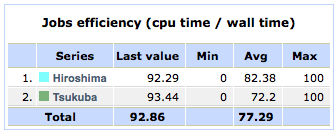 Jobs efficiency (cpu time / wall time)
Series Last value Min Avg Max
1. Hiroshima 92.29 0 82.38 100
2. Tsukuba 93.44 0 72.2 100
Total 92.86 77.29